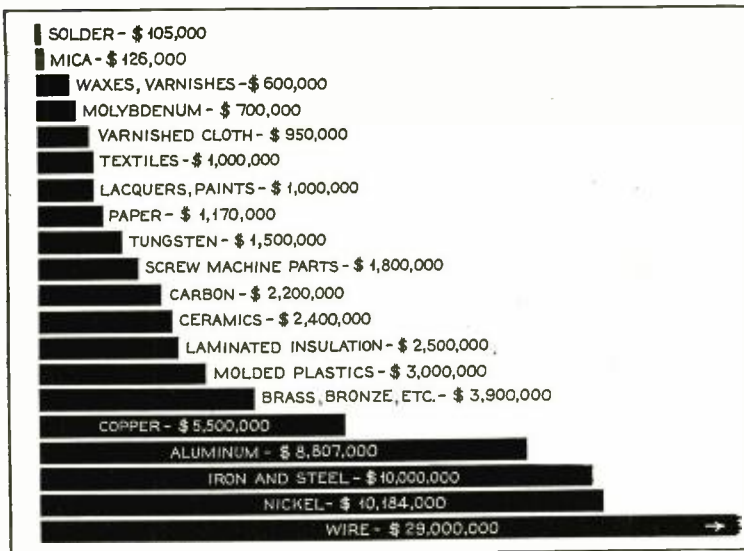 SOLDER - $ 105,000
MICA - $ 126,000
WAXES, VARNISHES - $ 600,000
MOLYBDENUM - $ 700,000
VARNISHED CLOTH - $ 950,000
TEXTILES - $ 1,000,000
LACQUERS, PAINTS - $ 1,000,000
PAPER - $ 1,170,000
TUNGSTEN - $ 1,500,000
SCREW MACHINE PARTS - $ 1,800,000
CARBON - $ 2,200,000
CERAMICS - $ 2,400,000
LAMINATED INSULATION - $ 2,500,000
MOLDED PLASTICS - $ 3,000,000
BRASS, BRONZE, ETC. - $ 3,900,000
COPPER - $ 5,500,000
ALUMINUM - $ 8,807,000
IRON AND STEEL - $ 10,000,000
NICKEL - $ 10,184,000
WIRE - $ 29,000,000